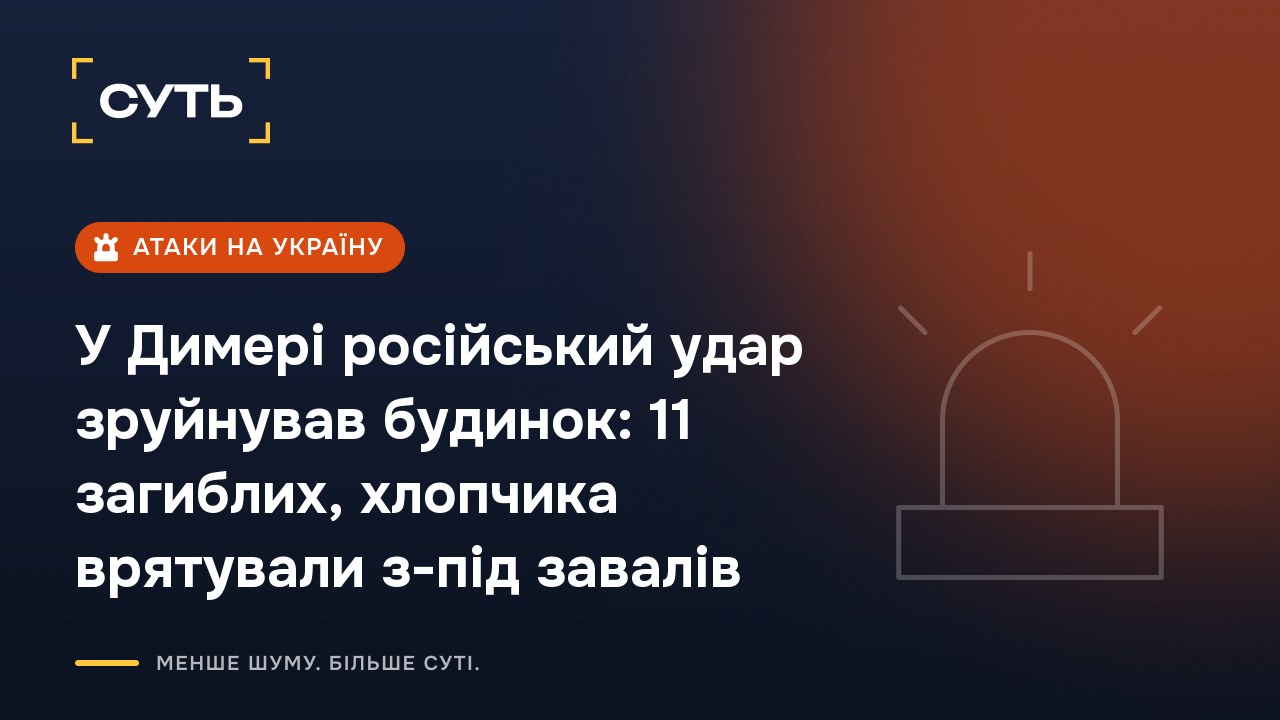 СУТЬ
АТАКИ НА УКРАЇНУ
У Димері російський удар
зруйнував будинок: 11
загиблих, хлопчика
врятували з-під завалів
МЕНШЕ ШУМУ. БІЛЬШЕ СУТІ.